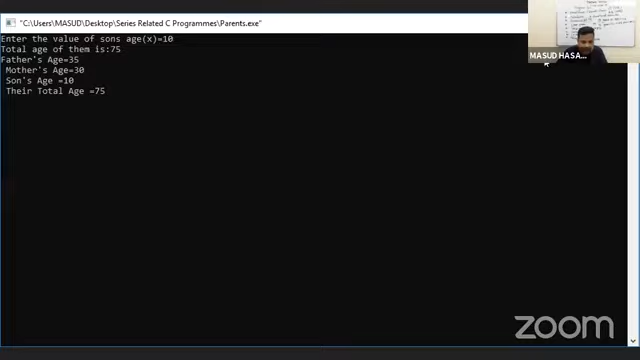 "C:\Users\MASUD\Desktop\Series Related C Programmes\Parents.exe"
Enter the value of sons age(x)=10
Total age of them is:75
Father's Age=35
Mother's Age=30
Son's Age =10
Their Total Age =75
MASUD HASA...
zoom